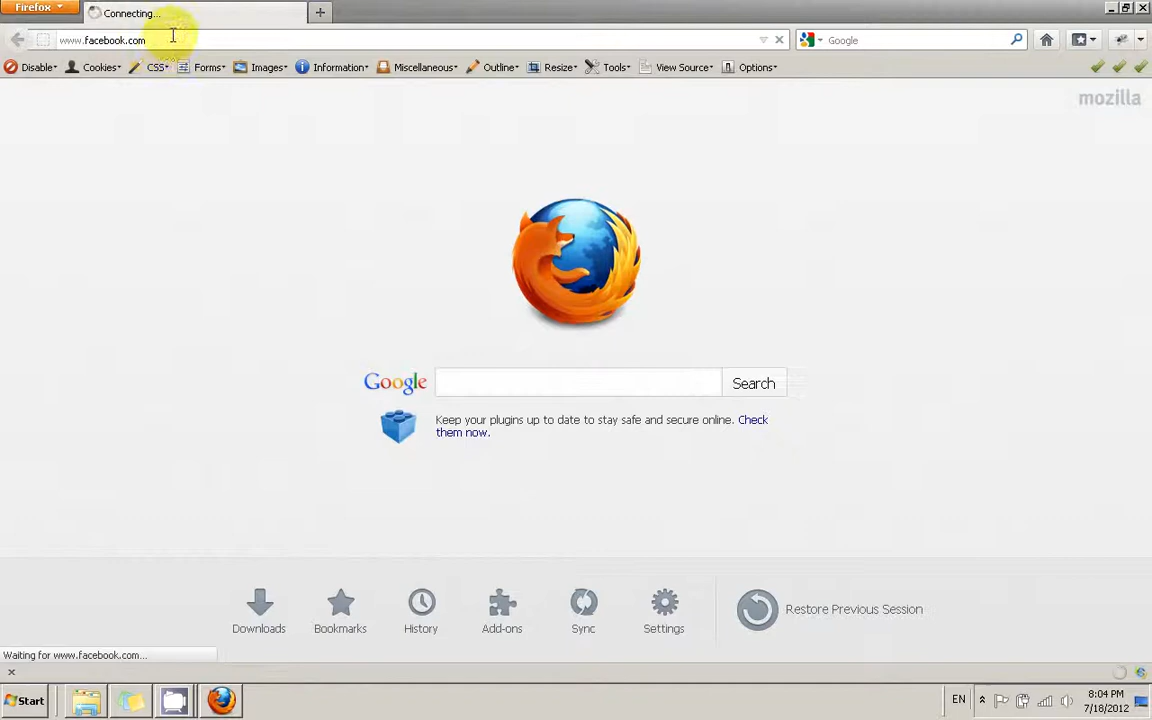 Firefox
Connecting...
www.facebook.com
Google
Disable
Cookies
CSS
Forms
Images
Information
Miscellaneous
Outline
Resize
Tools
View Source
Options
mozilla
Google
Search
Keep your plugins up to date to stay safe and secure online. Check
them now.
Downloads
Bookmarks
History
Add-ons
Sync
Settings
Restore Previous Session
Waiting for www.facebook.com...
Start
EN
8:04 PM
7/18/2012